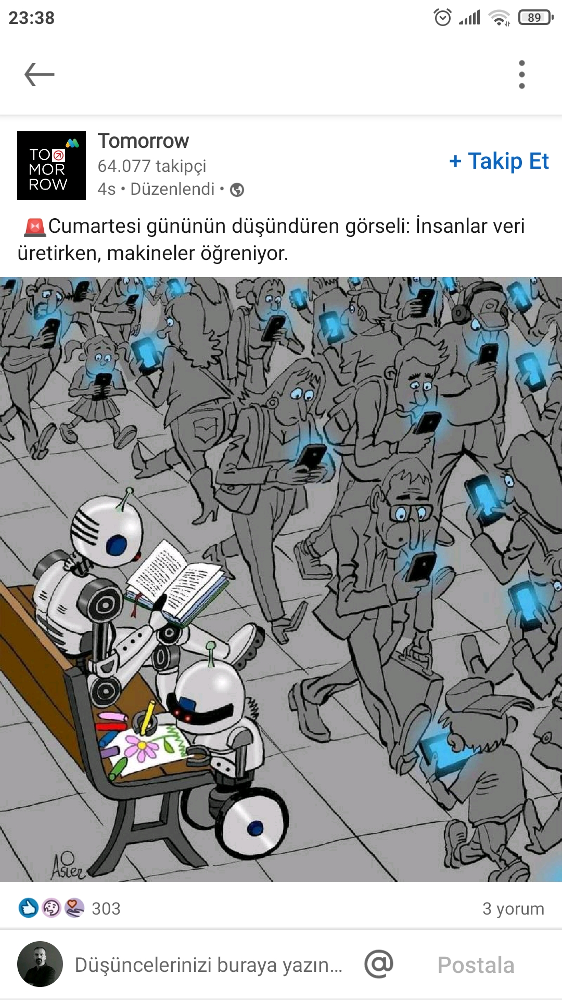 23:38
89
TO
MOR
ROW
Tomorrow
64.077 takipçi
+ Takip Et
4s • Düzenlendi •
Cumartesi gününün düşündüren görseli: İnsanlar veri
üretirken, makineler öğreniyor.
Asier
303
3 yorum
Düşüncelerinizi buraya yazın...
@
Postala